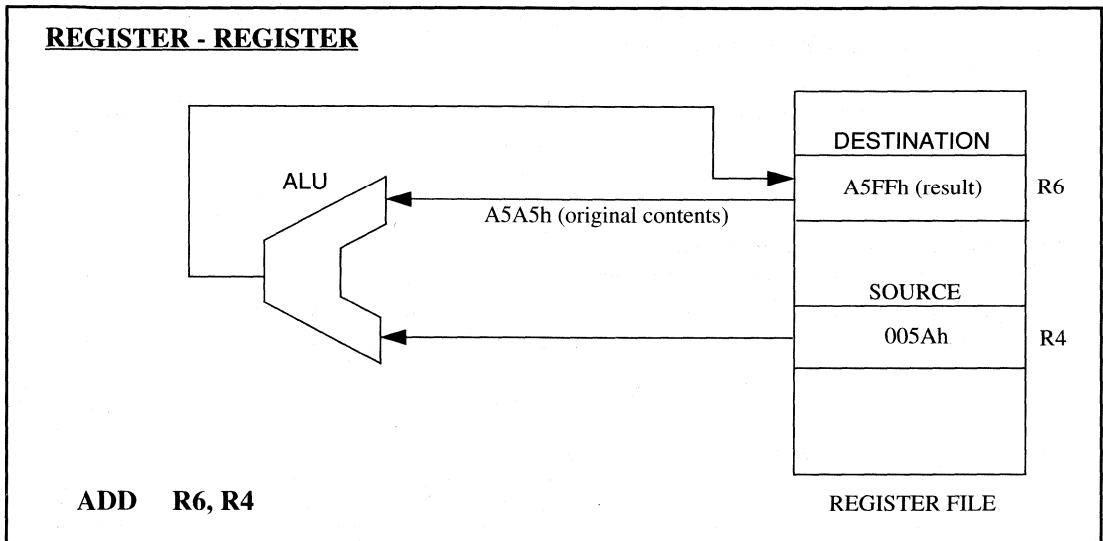 REGISTER - REGISTER
DESTINATION
ALU
A5FFh (result)
R6
A5A5h (original contents)
SOURCE
005Ah
R4
ADD R6, R4
REGISTER FILE